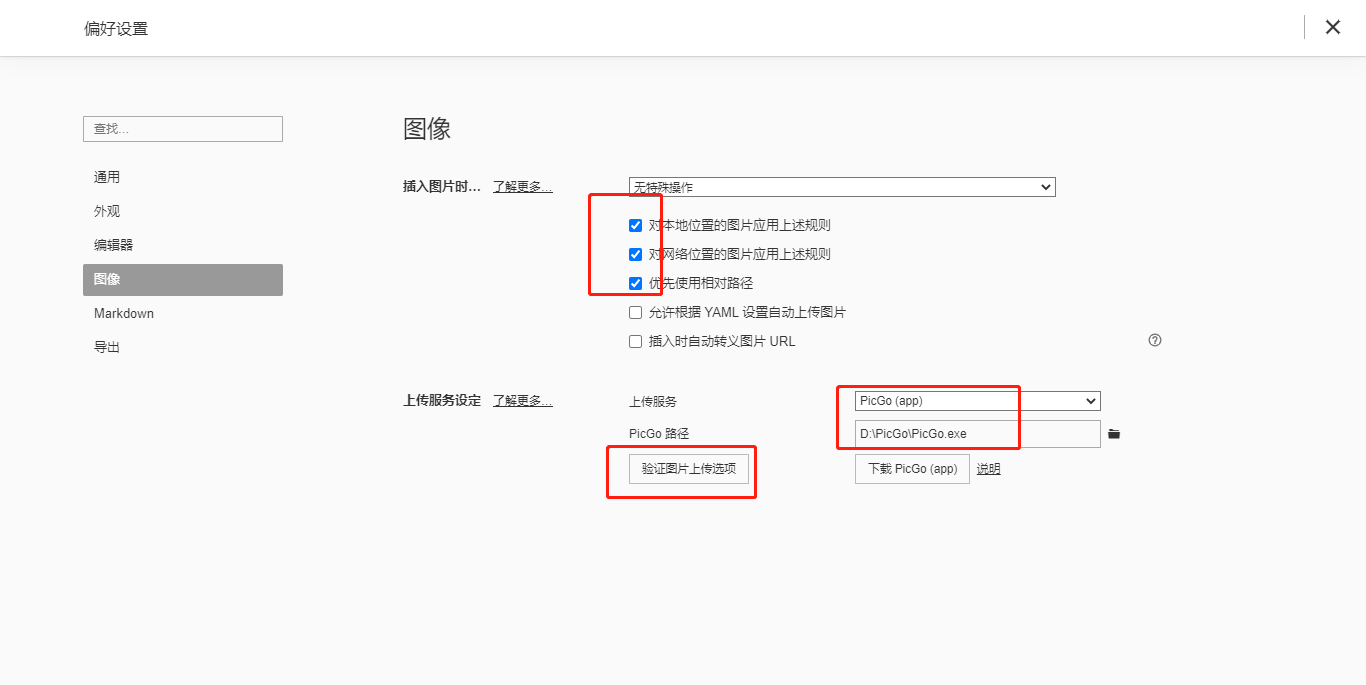 偏好设置
查找...
通用
外观
编辑器
图像
Markdown
导出
图像
插入图片时... 了解更多... 无特殊操作
对本地位置的图片应用上述规则
对网络位置的图片应用上述规则
优先使用相对路径
允许根据 YAML 设置自动上传图片
插入时自动转义图片 URL
上传服务设定 了解更多... 上传服务 PicGo (app)
PicGo 路径 D:\PicGo\PicGo.exe
验证图片上传选项 下载 PicGo (app) 说明